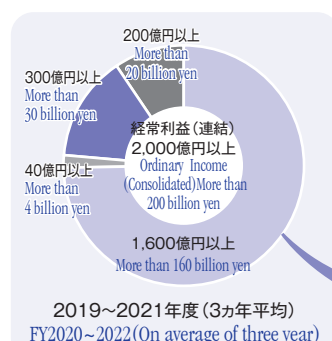 200億円以上
More than
20 billion yen
300億円以上
More than
30 billion yen
経常利益（連結）
2,000億円以上
Ordinary Income
(Consolidated)More than
200 billion yen
40億円以上
More than
4 billion yen
1,600億円以上
More than 160 billion yen
2019～2021年度（3ヵ年平均）
FY2020~2022(On average of three year)